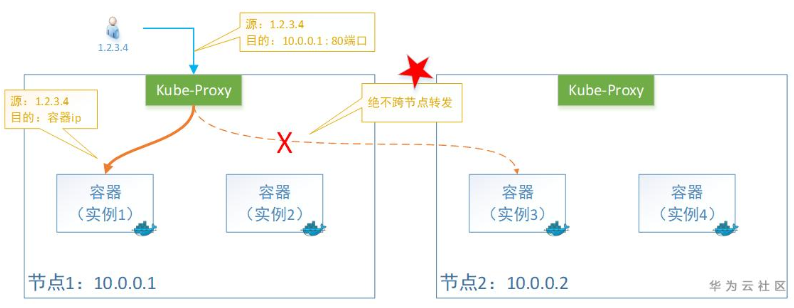 源：1.2.3.4
目的：10.0.0.1 : 80端口
1.2.3.4
Kube-Proxy
Kube-Proxy
源：1.2.3.4
目的：容器ip
绝不跨节点转发
X
容器
（实例1）
容器
（实例2）
容器
（实例3）
容器
（实例4）
节点1：10.0.0.1
节点2：10.0.0.2
华为云社区